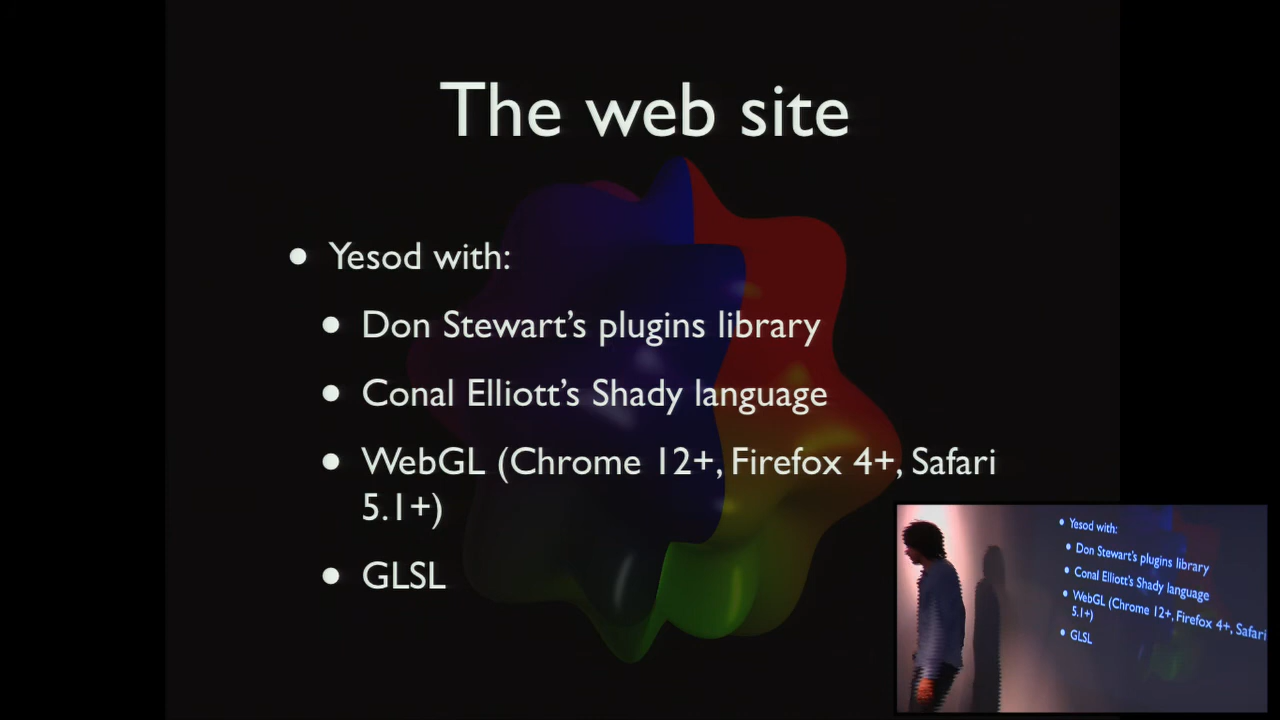 The web site
• Yesod with:
• Don Stewart’s plugins library
• Conal Elliott’s Shady language
• WebGL (Chrome 12+, Firefox 4+, Safari
5.1+)
• GLSL
• Yesod with:
• Don Stewart’s plugins library
• Conal Elliott’s Shady language
• WebGL (Chrome 12+, Firefox 4+, Safari
5.1+)
• GLSL